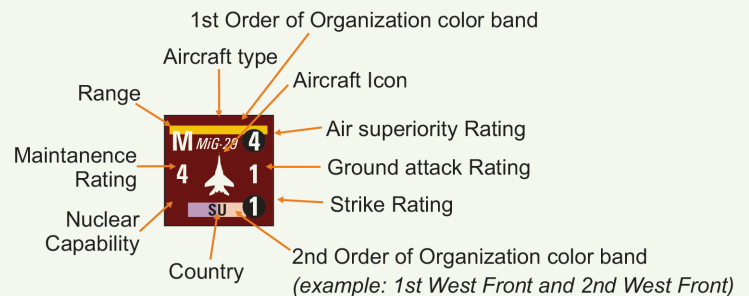 1st Order of Organization color band
Aircraft type
Aircraft Icon
Range
M MiG-29 4
Air superiority Rating
Maintanence
Rating
4 1
Ground attack Rating
Strike Rating
SU 1
Nuclear
Capability
Country
2nd Order of Organization color band
(example: 1st West Front and 2nd West Front)